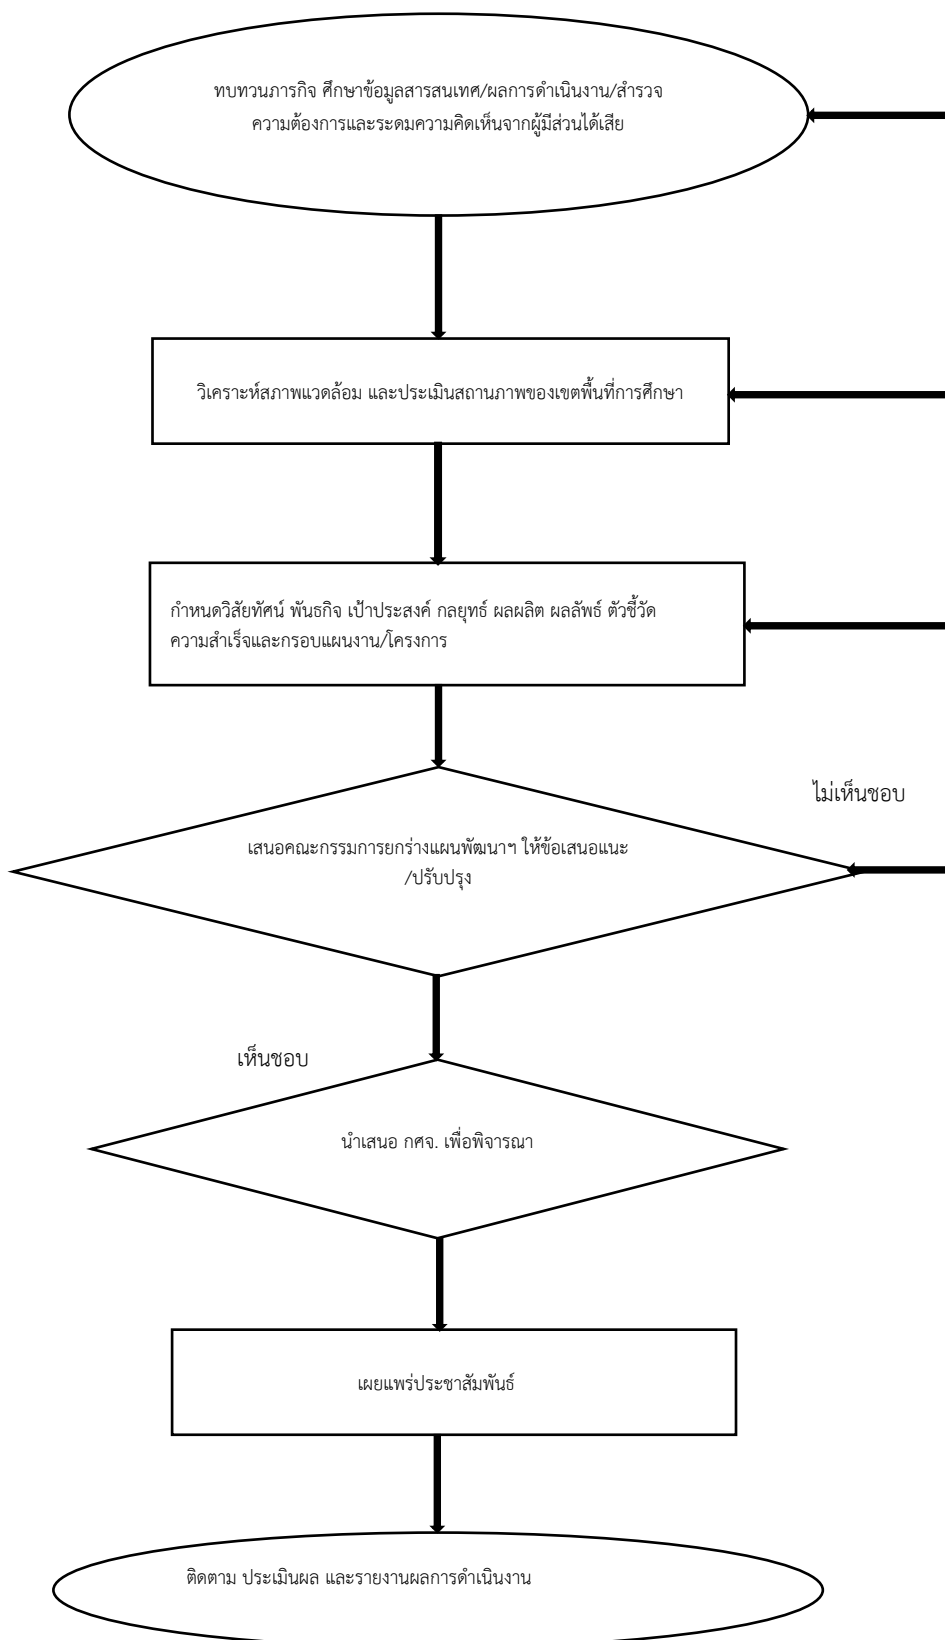 ทบทวนภารกิจ ศึกษาข้อมูลสารสนเทศ/ผลการดำเนินงาน/สำรวจ
ความต้องการและระดมความคิดเห็นจากผู้มีส่วนได้เสีย
วิเคราะห์สภาพแวดล้อม และประเมินสถานภาพของเขตพื้นที่การศึกษา
กำหนดวิสัยทัศน์ พันธกิจ เป้าประสงค์ กลยุทธ์ ผลผลิต ผลลัพธ์ ตัวชี้วัด
ความสำเร็จและกรอบแผนงาน/โครงการ
ไม่เห็นชอบ
เสนอคณะกรรมการยกร่างแผนพัฒนาฯ ให้ข้อเสนอแนะ
/ปรับปรุง
เห็นชอบ
นำเสนอ กศจ. เพื่อพิจารณา
เผยแพร่ประชาสัมพันธ์
ติดตาม ประเมินผล และรายงานผลการดำเนินงาน